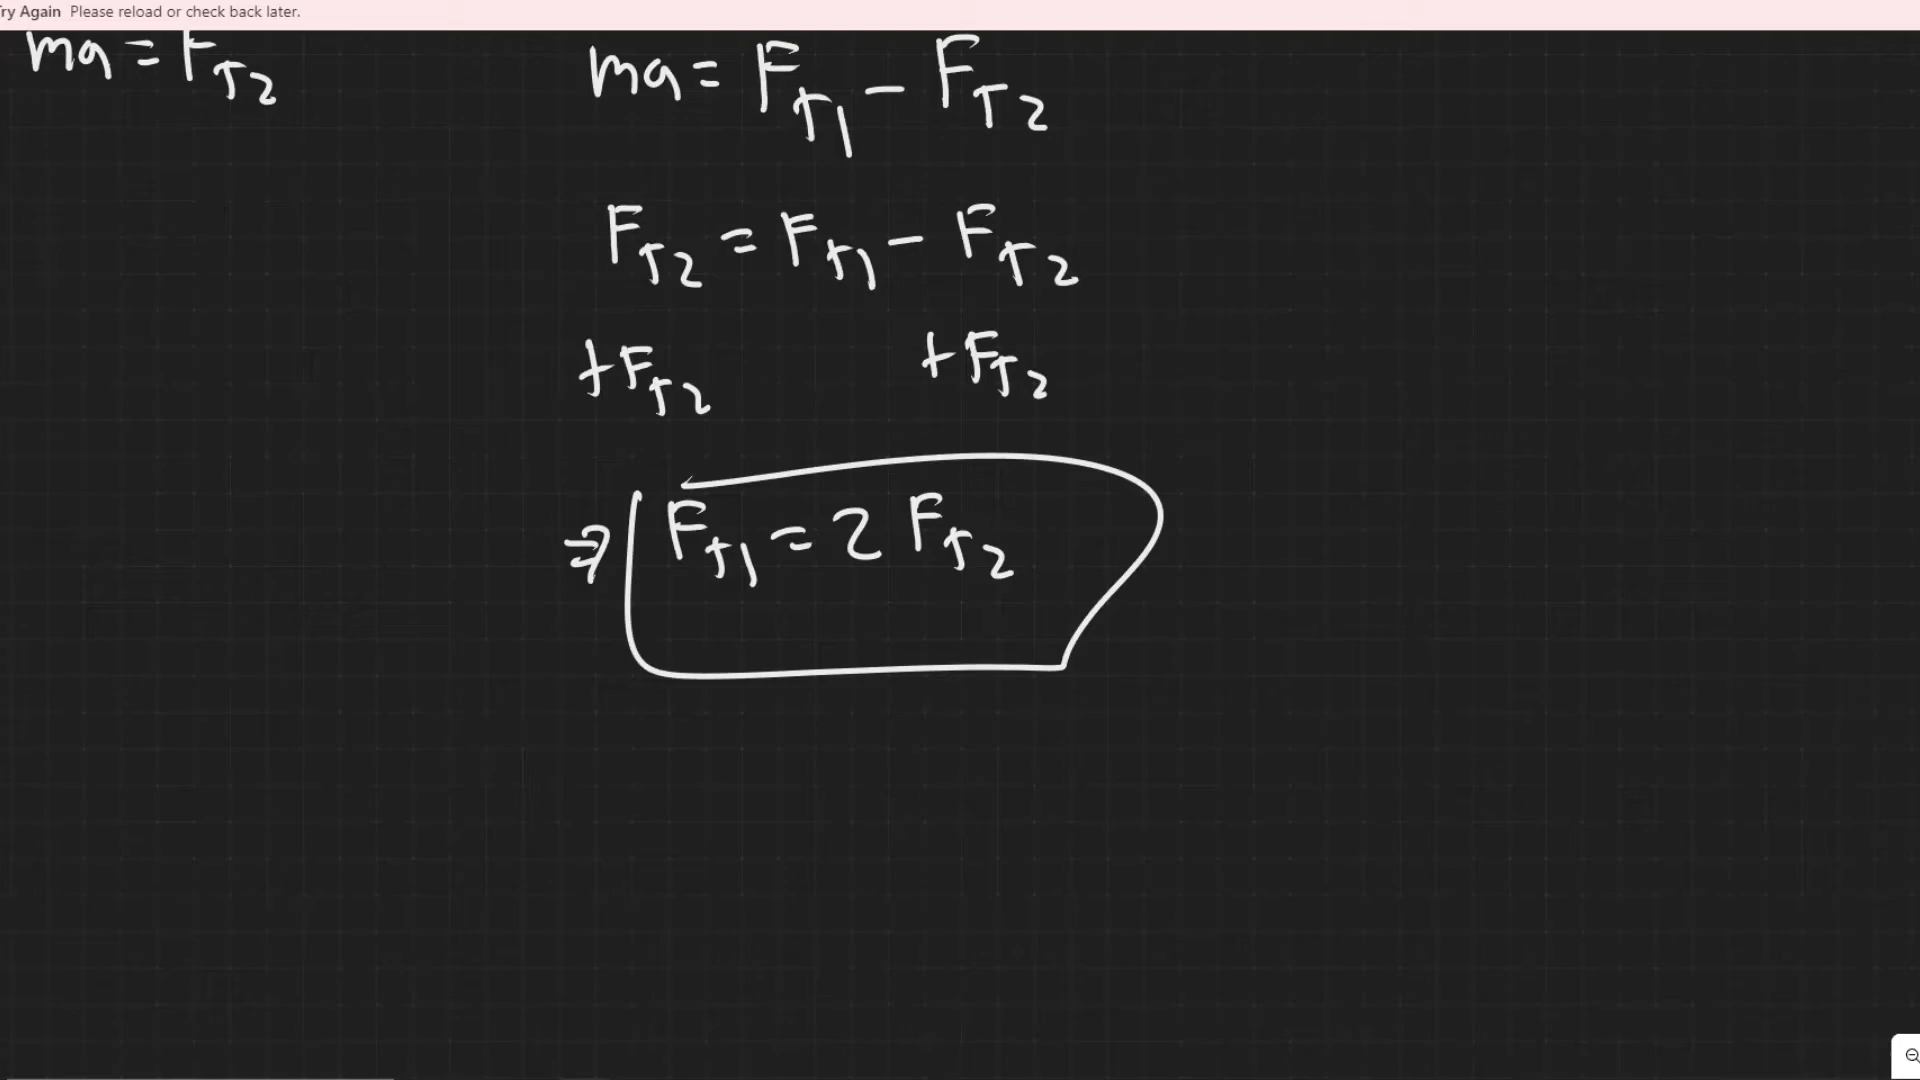 Try Again Please reload or check back later.
ma = F_T2
ma = F_T1 - F_T2
F_T2 = F_T1 - F_T2
+F_T2 +F_T2
⇒ F_T1 = 2 F_T2